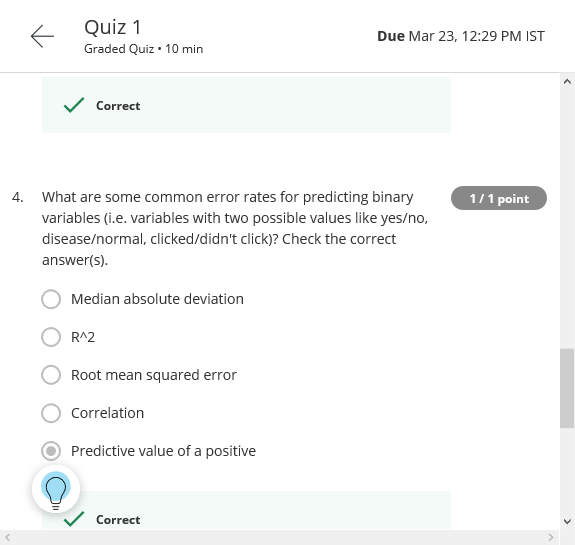 Quiz 1
Graded Quiz • 10 min
Due Mar 23, 12:29 PM IST
Correct
4. What are some common error rates for predicting binary
variables (i.e. variables with two possible values like yes/no,
disease/normal, clicked/didn't click)? Check the correct
answer(s).
1 / 1 point
Median absolute deviation
R^2
Root mean squared error
Correlation
Predictive value of a positive
Correct